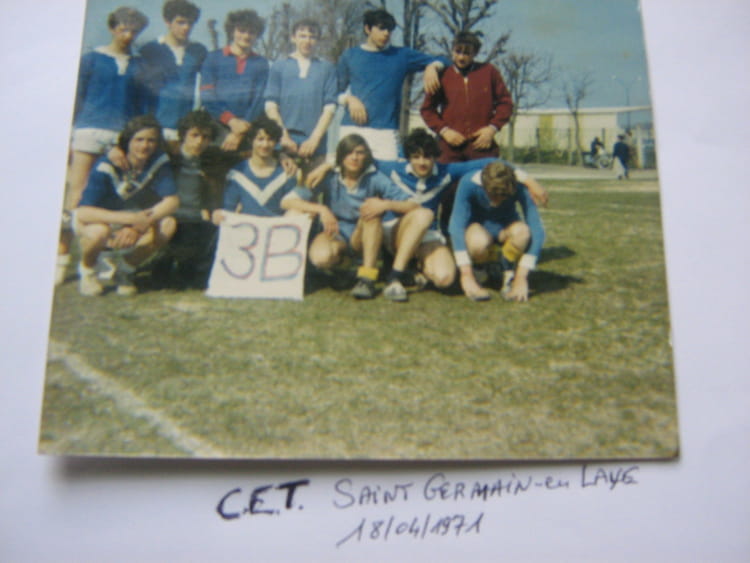 3B
C.E.T. SAINT GERMAIN-en LAYE
18/04/1971